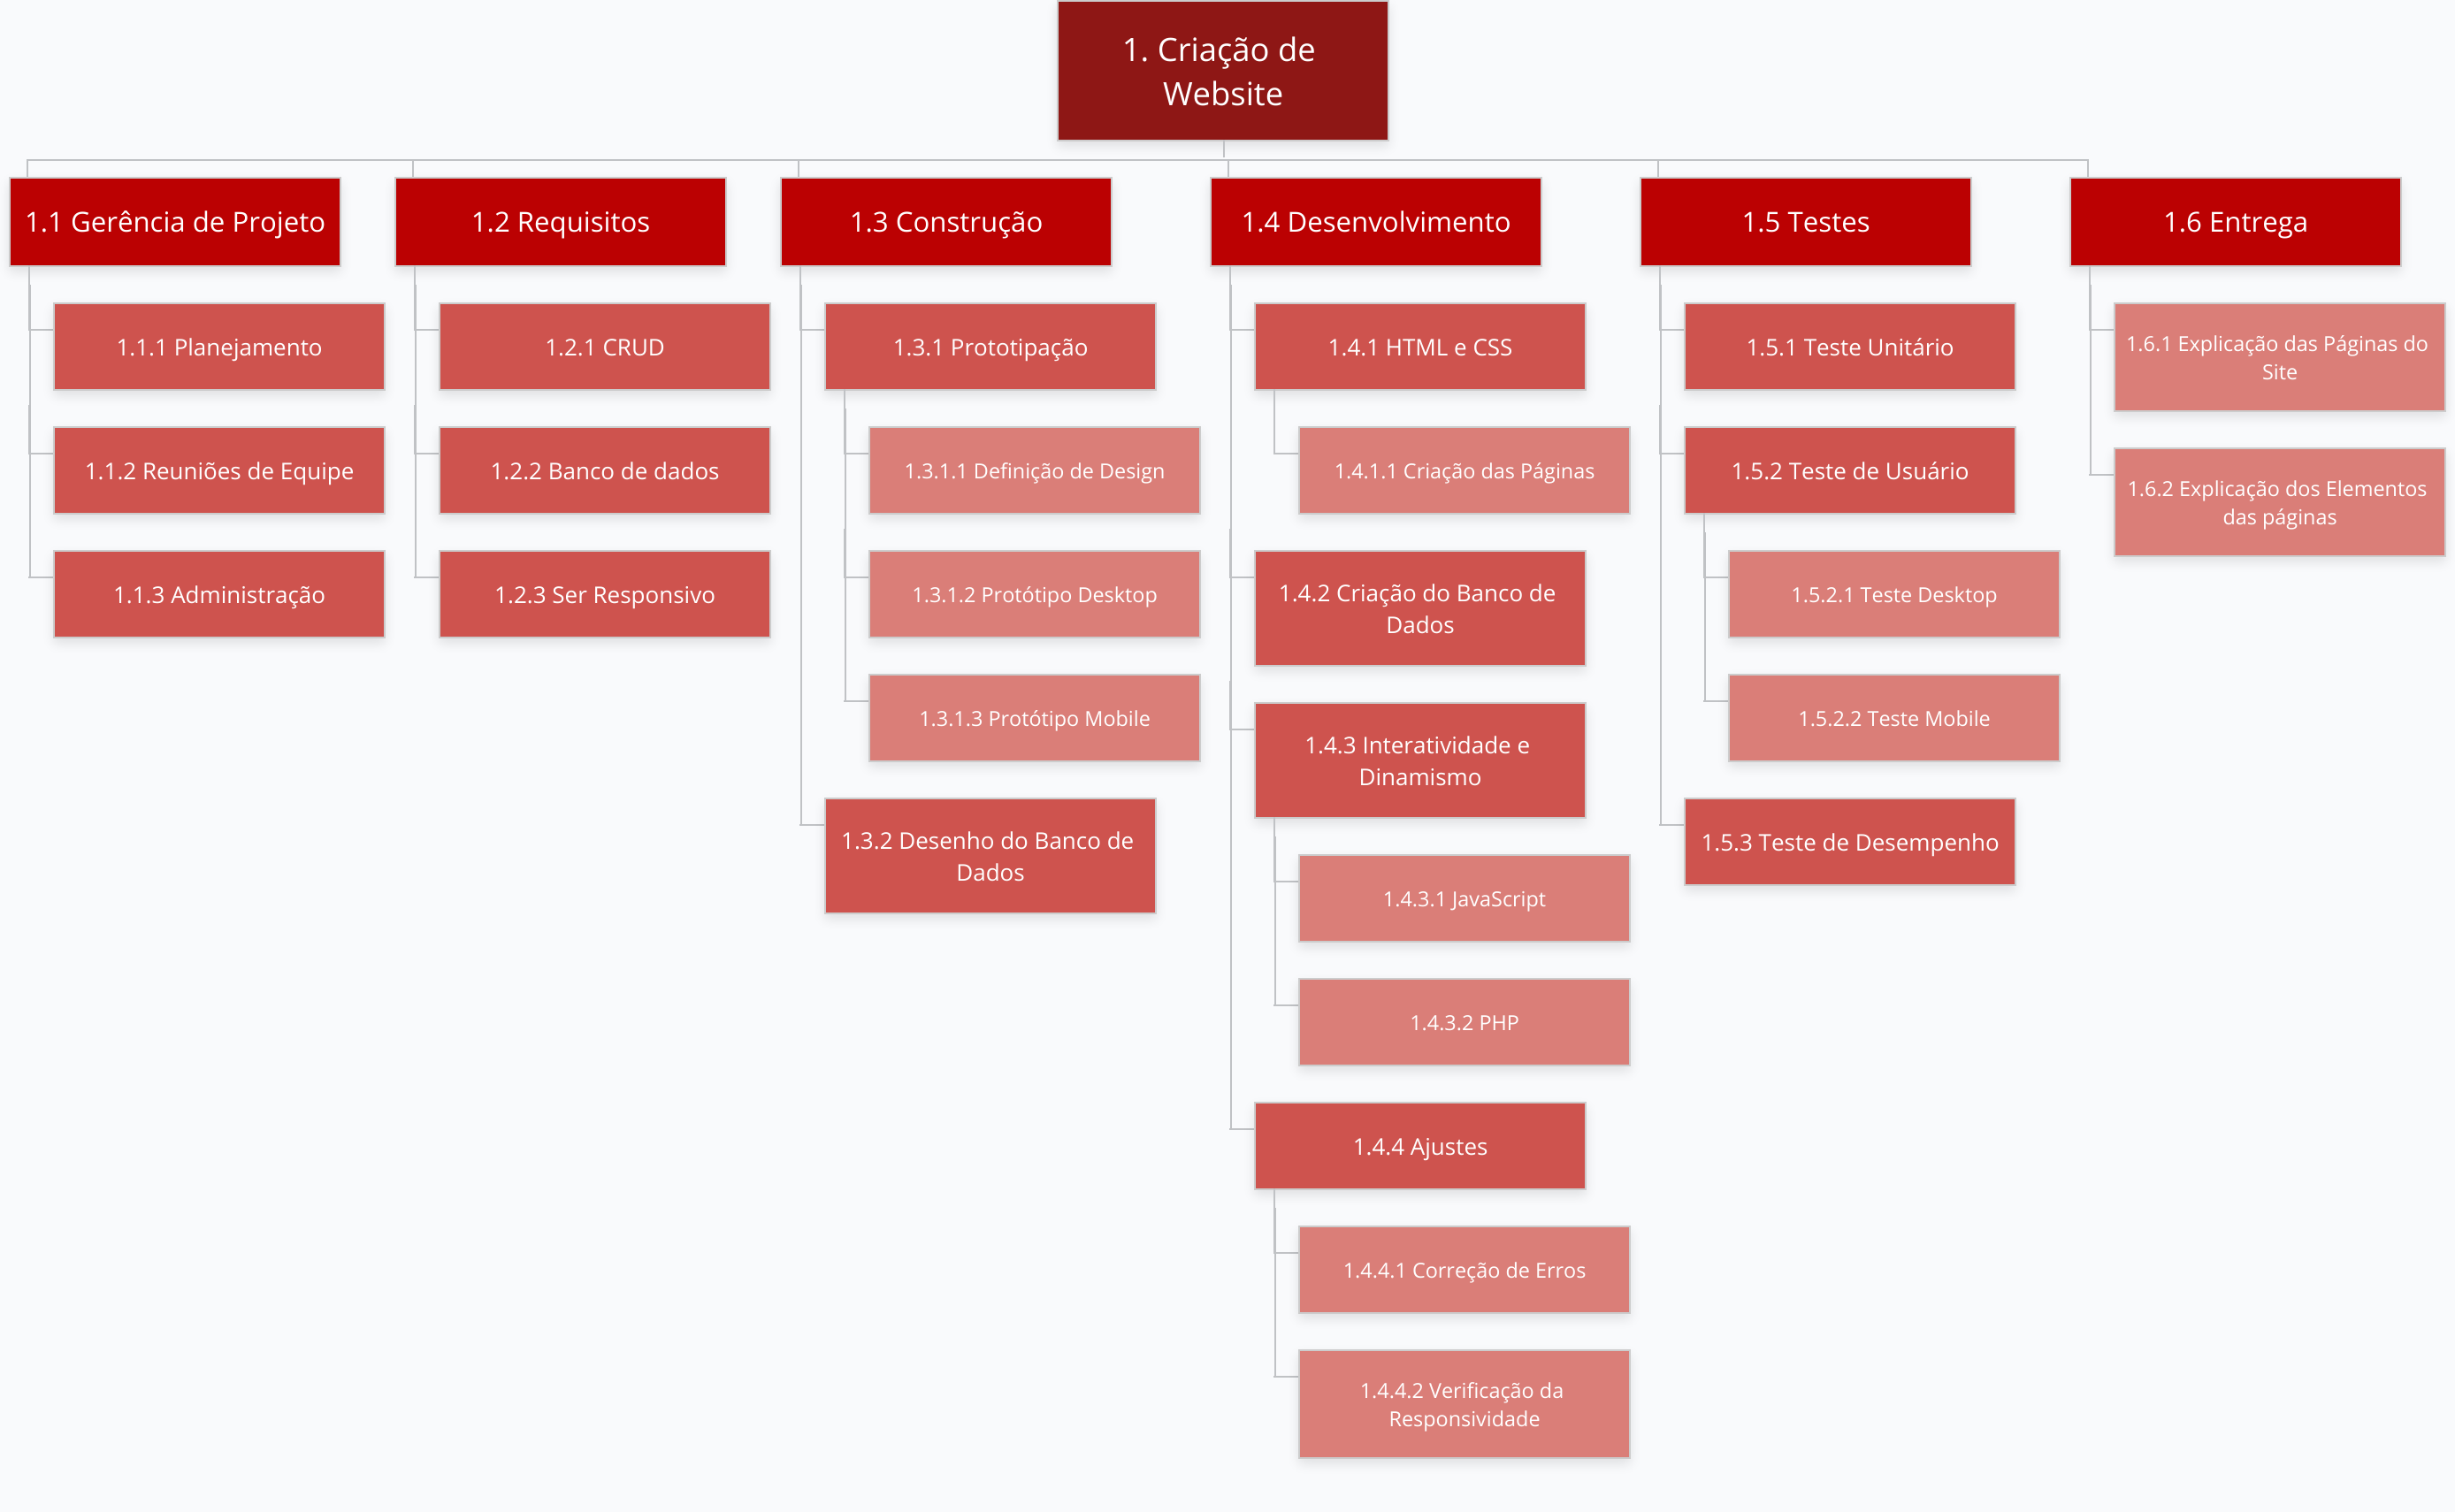 1. Criação de
Website
1.1 Gerência de Projeto
1.1.1 Planejamento
1.1.2 Reuniões de Equipe
1.1.3 Administração
1.2 Requisitos
1.2.1 CRUD
1.2.2 Banco de dados
1.2.3 Ser Responsivo
1.3 Construção
1.3.1 Prototipação
1.3.1.1 Definição de Design
1.3.1.2 Protótipo Desktop
1.3.1.3 Protótipo Mobile
1.3.2 Desenho do Banco de
Dados
1.4 Desenvolvimento
1.4.1 HTML e CSS
1.4.1.1 Criação das Páginas
1.4.2 Criação do Banco de
Dados
1.4.3 Interatividade e
Dinamismo
1.4.3.1 JavaScript
1.4.3.2 PHP
1.4.4 Ajustes
1.4.4.1 Correção de Erros
1.4.4.2 Verificação da
Responsividade
1.5 Testes
1.5.1 Teste Unitário
1.5.2 Teste de Usuário
1.5.2.1 Teste Desktop
1.5.2.2 Teste Mobile
1.5.3 Teste de Desempenho
1.6 Entrega
1.6.1 Explicação das Páginas do
Site
1.6.2 Explicação dos Elementos
das páginas